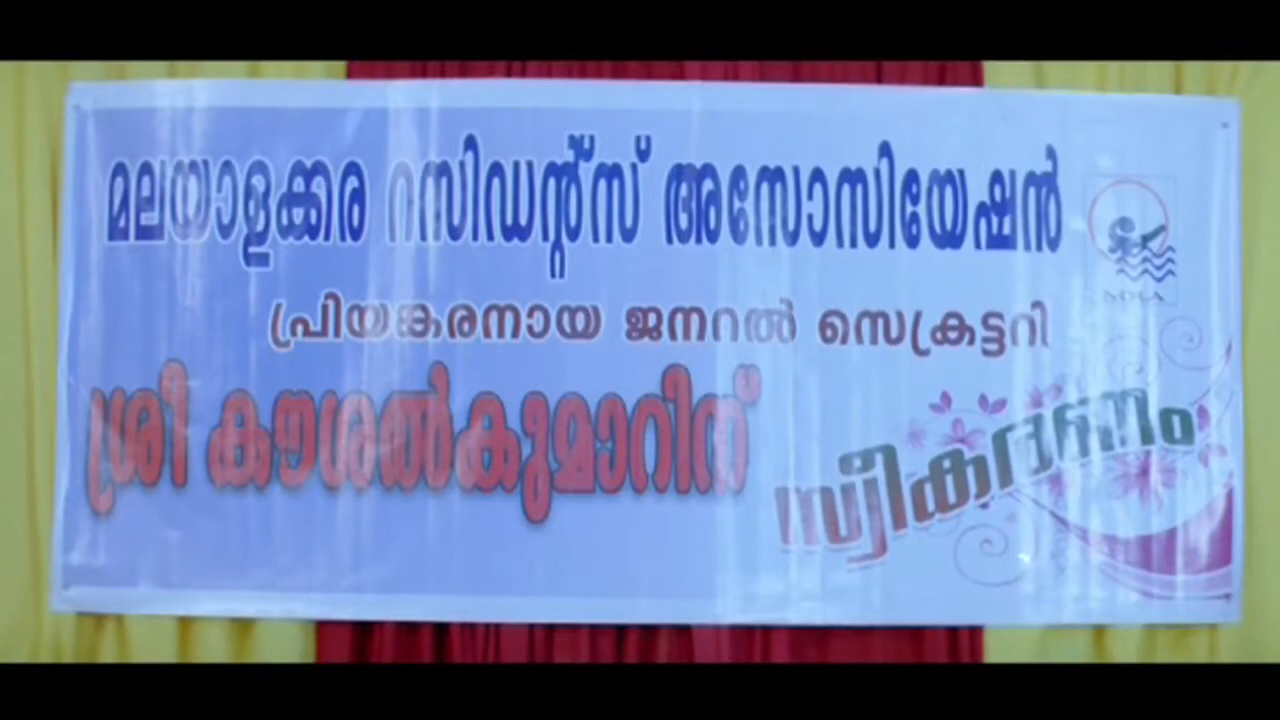 മലയാളക്കര റസിഡന്റ്സ് അസോസിയേഷൻ
പ്രിയങ്കരനായ ജനറൽ സെക്രട്ടറി
ശ്രീ കൗശൽകുമാറിന്
സ്വീകരണം